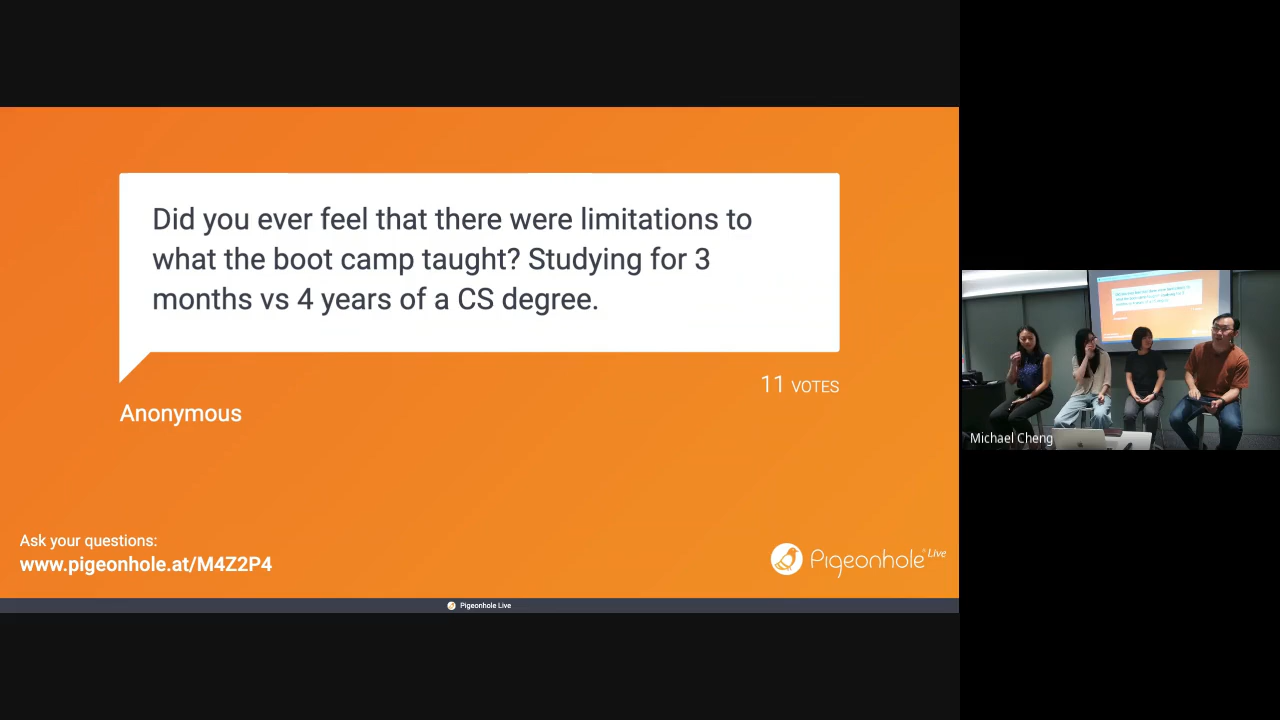 Did you ever feel that there were limitations to
what the boot camp taught? Studying for 3
months vs 4 years of a CS degree.
11 VOTES
Anonymous
Ask your questions:
www.pigeonhole.at/M4Z2P4
Pigeonhole Live
Pigeonhole Live
Michael Cheng